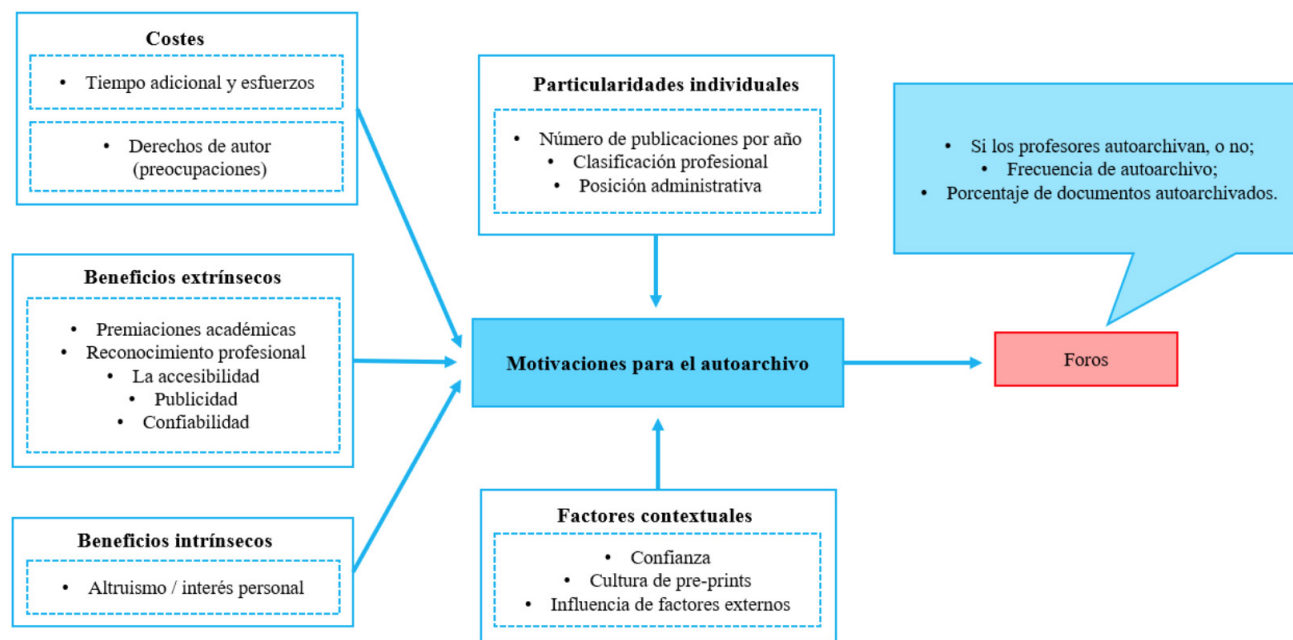 Costes
• Tiempo adicional y esfuerzos
• Derechos de autor
(preocupaciones)
Beneficios extrínsecos
• Premiaciones académicas
• Reconocimiento profesional
• La accesibilidad
• Publicidad
• Confiabilidad
Beneficios intrínsecos
• Altruismo / interés personal
Particularidades individuales
• Número de publicaciones por año
• Clasificación profesional
• Posición administrativa
Motivaciones para el autoarchivo
Factores contextuales
• Confianza
• Cultura de pre-prints
• Influencia de factores externos
• Si los profesores autoarchivan, o no;
• Frecuencia de autoarchivo;
• Porcentaje de documentos autoarchivados.
Foros